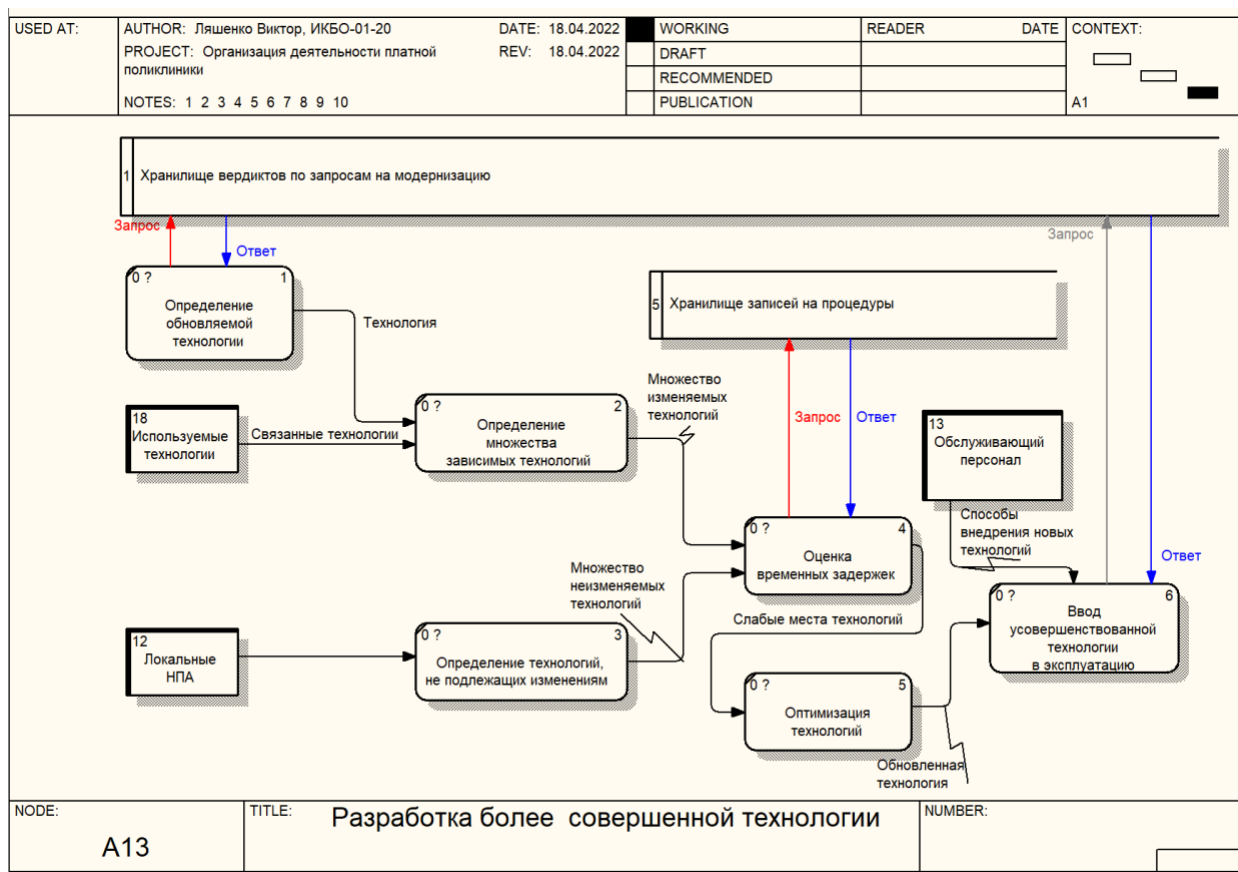 USED AT:
AUTHOR: Ляшенко Виктор, ИКБО-01-20
DATE: 18.04.2022
PROJECT: Организация деятельности платной
поликлиники
REV: 18.04.2022
NOTES: 1 2 3 4 5 6 7 8 9 10
WORKING
DRAFT
RECOMMENDED
PUBLICATION
READER
DATE
CONTEXT:
A1
1
Хранилище вердиктов по запросам на модернизацию
Запрос
Ответ
Запрос
0 ?
1
Определение
обновляемой
технологии
Технология
5
Хранилище записей на процедуры
Множество
изменяемых
технологий
Запрос
Ответ
18
Используемые
технологии
Связанные технологии
0 ?
2
Определение
множества
зависимых технологий
13
Обслуживающий
персонал
Способы
внедрения новых
технологий
Ответ
0 ?
4
Оценка
временных задержек
Множество
неизменяемых
технологий
Слабые места технологий
0 ?
6
Ввод
усовершенствованной
технологии
в эксплуатацию
12
Локальные
НПА
0 ?
3
Определение технологий,
не подлежащих изменениям
0 ?
5
Оптимизация
технологий
Обновленная
технология
NODE:
A13
TITLE:
Разработка более совершенной технологии
NUMBER: